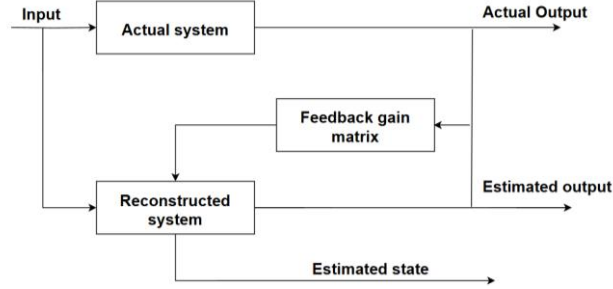 Input
Actual Output
Actual system
Feedback gain
matrix
Estimated output
Reconstructed
system
Estimated state